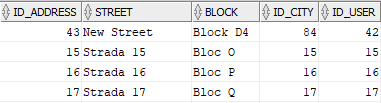 ID_ADDRESS STREET BLOCK ID_CITY ID_USER
43 New Street Block D4 84 42
15 Strada 15 Bloc O 15 15
16 Strada 16 Bloc P 16 16
17 Strada 17 Bloc Q 17 17